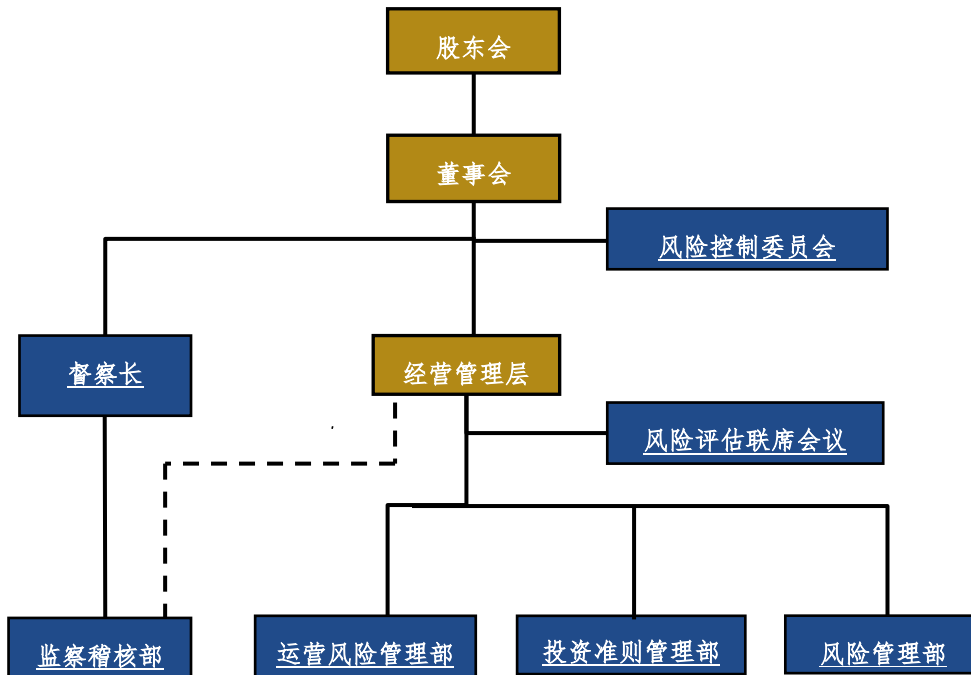 股东会
董事会
风险控制委员会
督察长
经营管理层
风险评估联席会议
监察稽核部
运营风险管理部
投资准则管理部
风险管理部